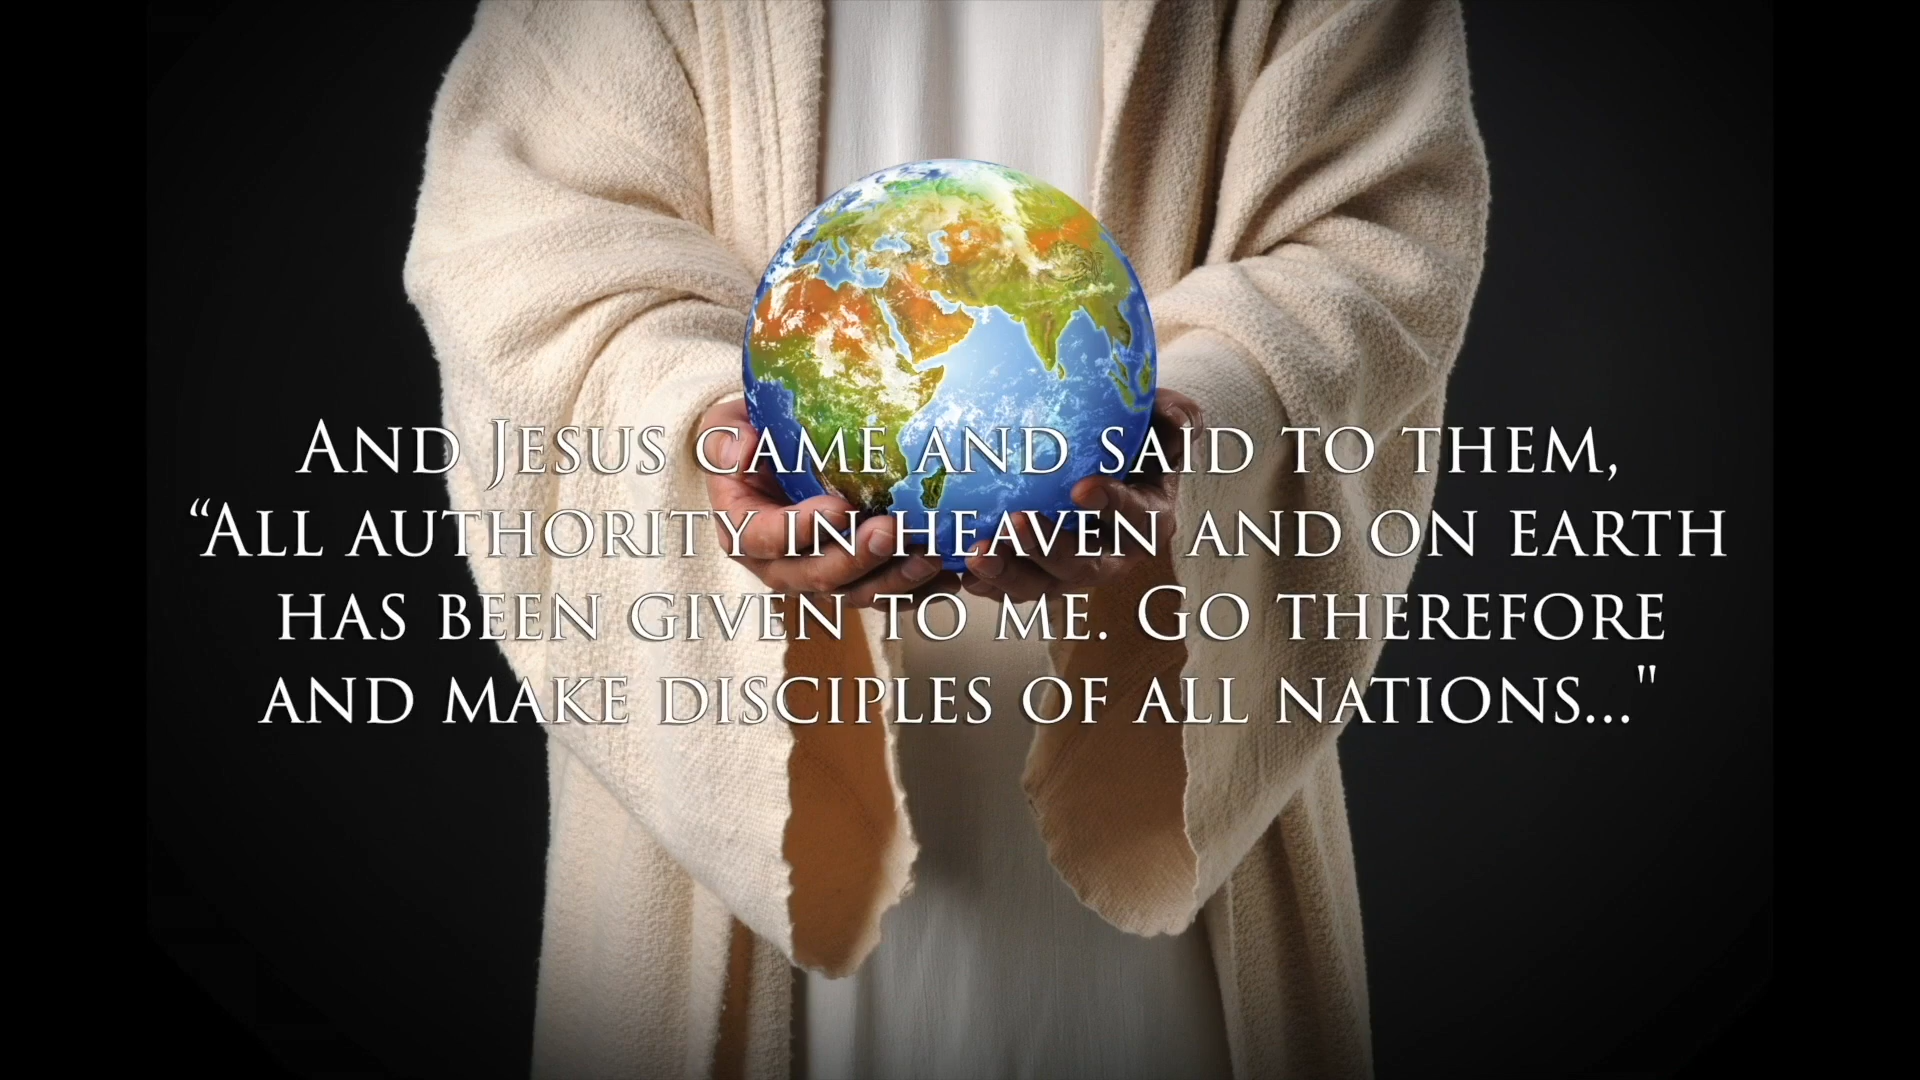 And Jesus came and said to them,
“All authority in heaven and on earth
has been given to me. Go therefore
and make disciples of all nations..."